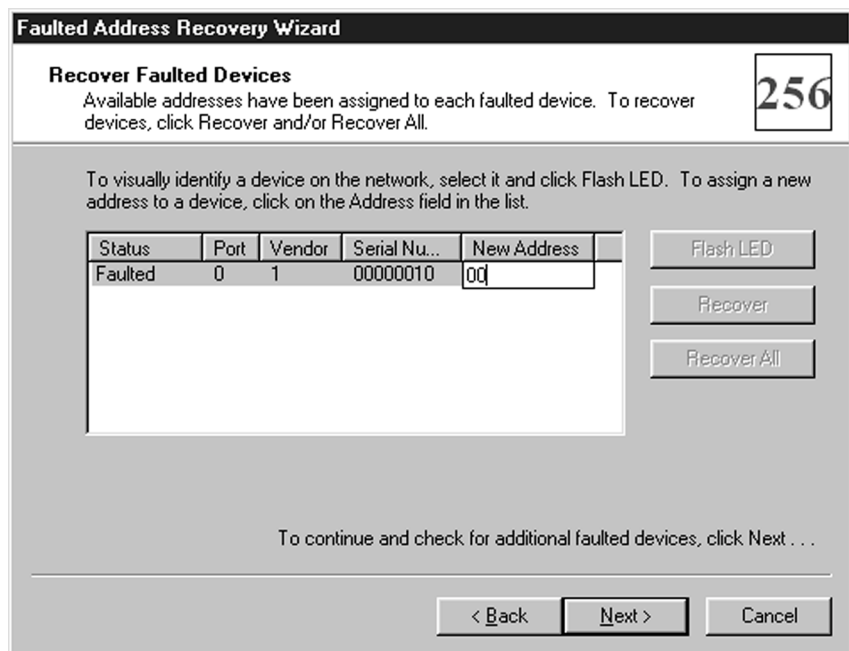 Faulted Address Recovery Wizard
Recover Faulted Devices
Available addresses have been assigned to each faulted device. To recover
devices, click Recover and/or Recover All.
256
To visually identify a device on the network, select it and click Flash LED. To assign a new
address to a device, click on the Address field in the list.
Status Port Vendor Serial Nu... New Address
Faulted 0 1 00000010 00
Flash LED
Recover
Recover All
To continue and check for additional faulted devices, click Next . . .
< Back Next > Cancel